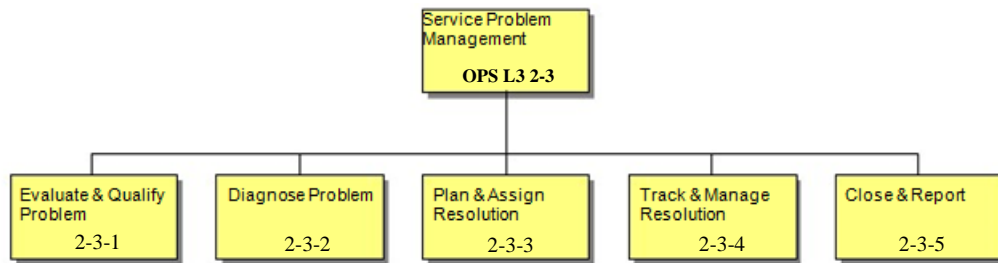 Service Problem
Management
OPS L3 2-3
Evaluate & Qualify
Problem
2-3-1
Diagnose Problem
2-3-2
Plan & Assign
Resolution
2-3-3
Track & Manage
Resolution
2-3-4
Close & Report
2-3-5